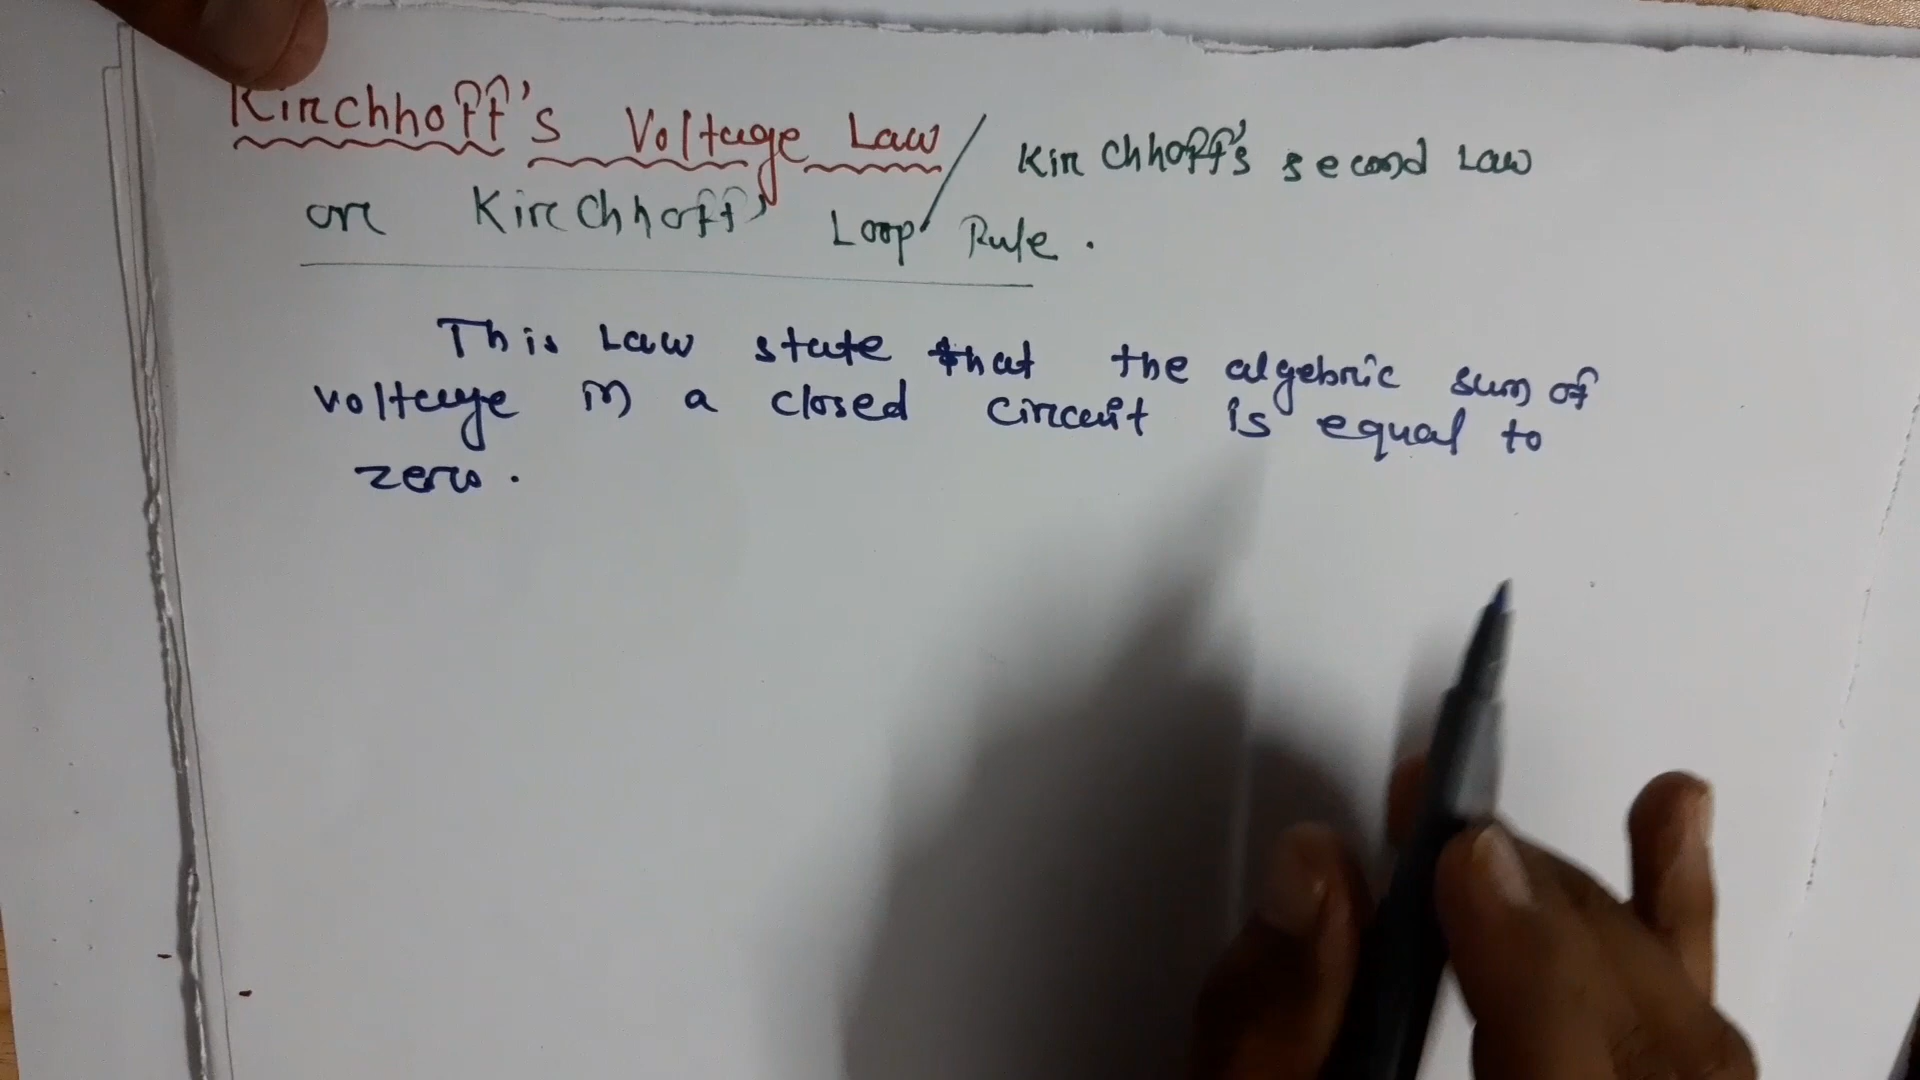 Kirchhoff's Voltage Law / Kirchhoff's second Law
or Kirchhoff' Loop Rule.
This Law state that the algebric sum of
voltage in a closed circuit is equal to
zero.